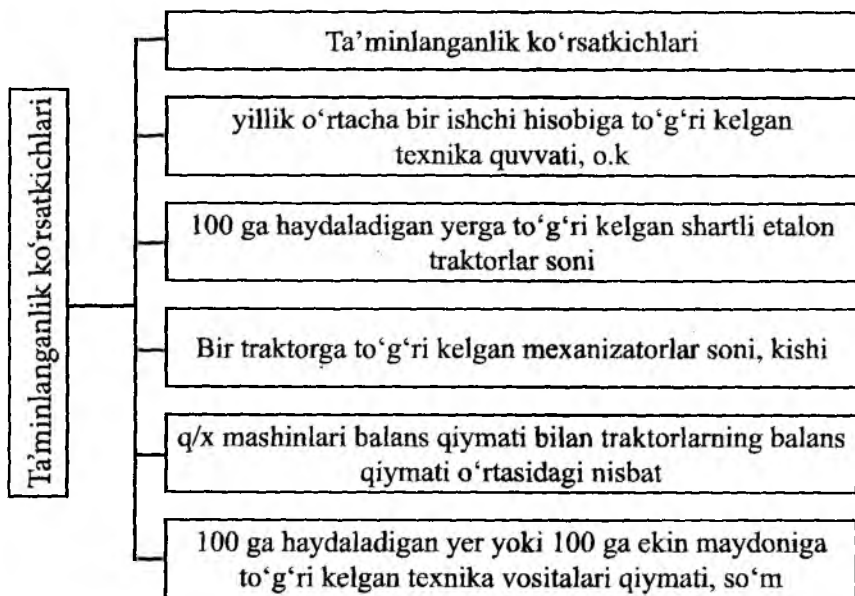 Ta’minlanganlik ko‘rsatkichlari
Ta’minlanganlik ko‘rsatkichlari
yillik o‘rtacha bir ishchi hisobiga to‘g‘ri kelgan
texnika quvvati, o.k
100 ga haydaladigan yerga to‘g‘ri kelgan shartli etalon
traktorlar soni
Bir traktorga to‘g‘ri kelgan mexanizatorlar soni, kishi
q/x mashinlari balans qiymati bilan traktorlarning balans
qiymati o‘rtasidagi nisbat
100 ga haydaladigan yer yoki 100 ga ekin maydoniga
to‘g‘ri kelgan texnika vositalari qiymati, so‘m